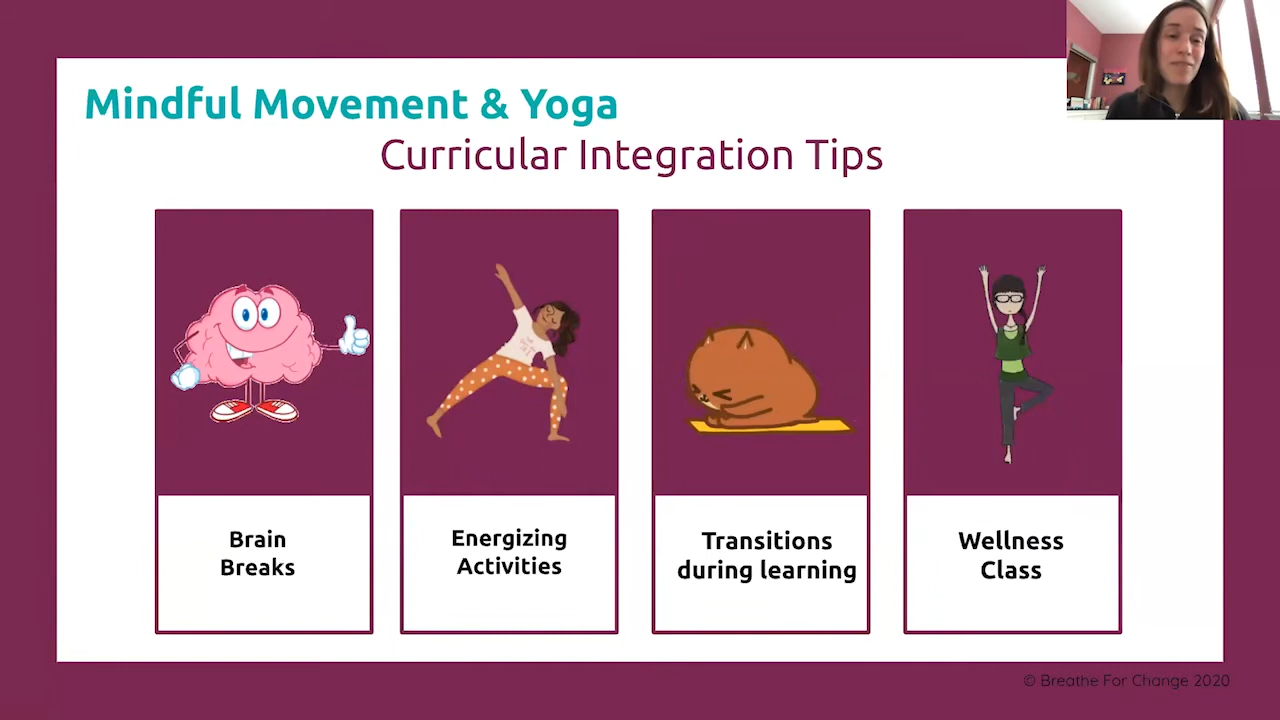 Mindful Movement & Yoga
Curricular Integration Tips
Brain
Breaks
Energizing
Activities
Transitions
during learning
Wellness
Class
© Breathe For Change 2020